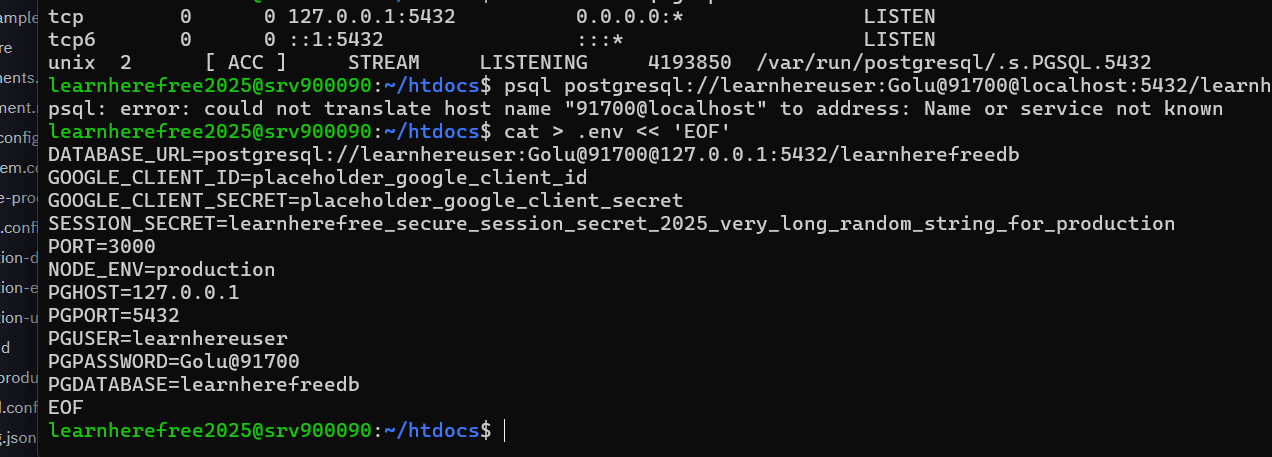 ample
re
ments.
ment.
config
em.co
e-pro
.confi
tion-d
tion-e
tion-u
d
produ
l.conf
g.json
tcp 0 0 127.0.0.1:5432 0.0.0.0:* LISTEN
tcp6 0 0 ::1:5432 :::* LISTEN
unix 2 [ ACC ] STREAM LISTENING 4193850 /var/run/postgresql/.s.PGSQL.5432
learnherefree2025@srv900090:~/htdocs$ psql postgresql://learnhereuser:Golu@91700@localhost:5432/learnh
psql: error: could not translate host name "91700@localhost" to address: Name or service not known
learnherefree2025@srv900090:~/htdocs$ cat > .env << 'EOF'
DATABASE_URL=postgresql://learnhereuser:Golu@91700@127.0.0.1:5432/learnherefreedb
GOOGLE_CLIENT_ID=placeholder_google_client_id
GOOGLE_CLIENT_SECRET=placeholder_google_client_secret
SESSION_SECRET=learnherefree_secure_session_secret_2025_very_long_random_string_for_production
PORT=3000
NODE_ENV=production
PGHOST=127.0.0.1
PGPORT=5432
PGUSER=learnhereuser
PGPASSWORD=Golu@91700
PGDATABASE=learnherefreedb
EOF
learnherefree2025@srv900090:~/htdocs$